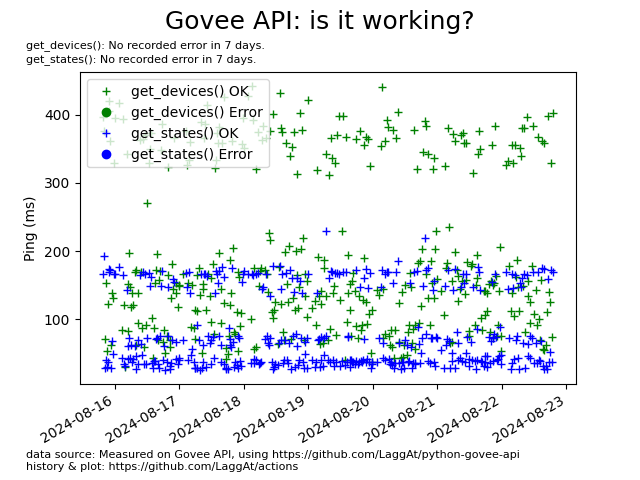 Govee API: is it working?
get_devices(): No recorded error in 7 days.
get_states(): No recorded error in 7 days.
get_devices() OK
get_devices() Error
get_states() OK
get_states() Error
Ping (ms)
400
300
200
100
2024-08-16
2024-08-17
2024-08-18
2024-08-19
2024-08-20
2024-08-21
2024-08-22
2024-08-23
data source: Measured on Govee API, using https://github.com/LaggAt/python-govee-api
history & plot: https://github.com/LaggAt/actions